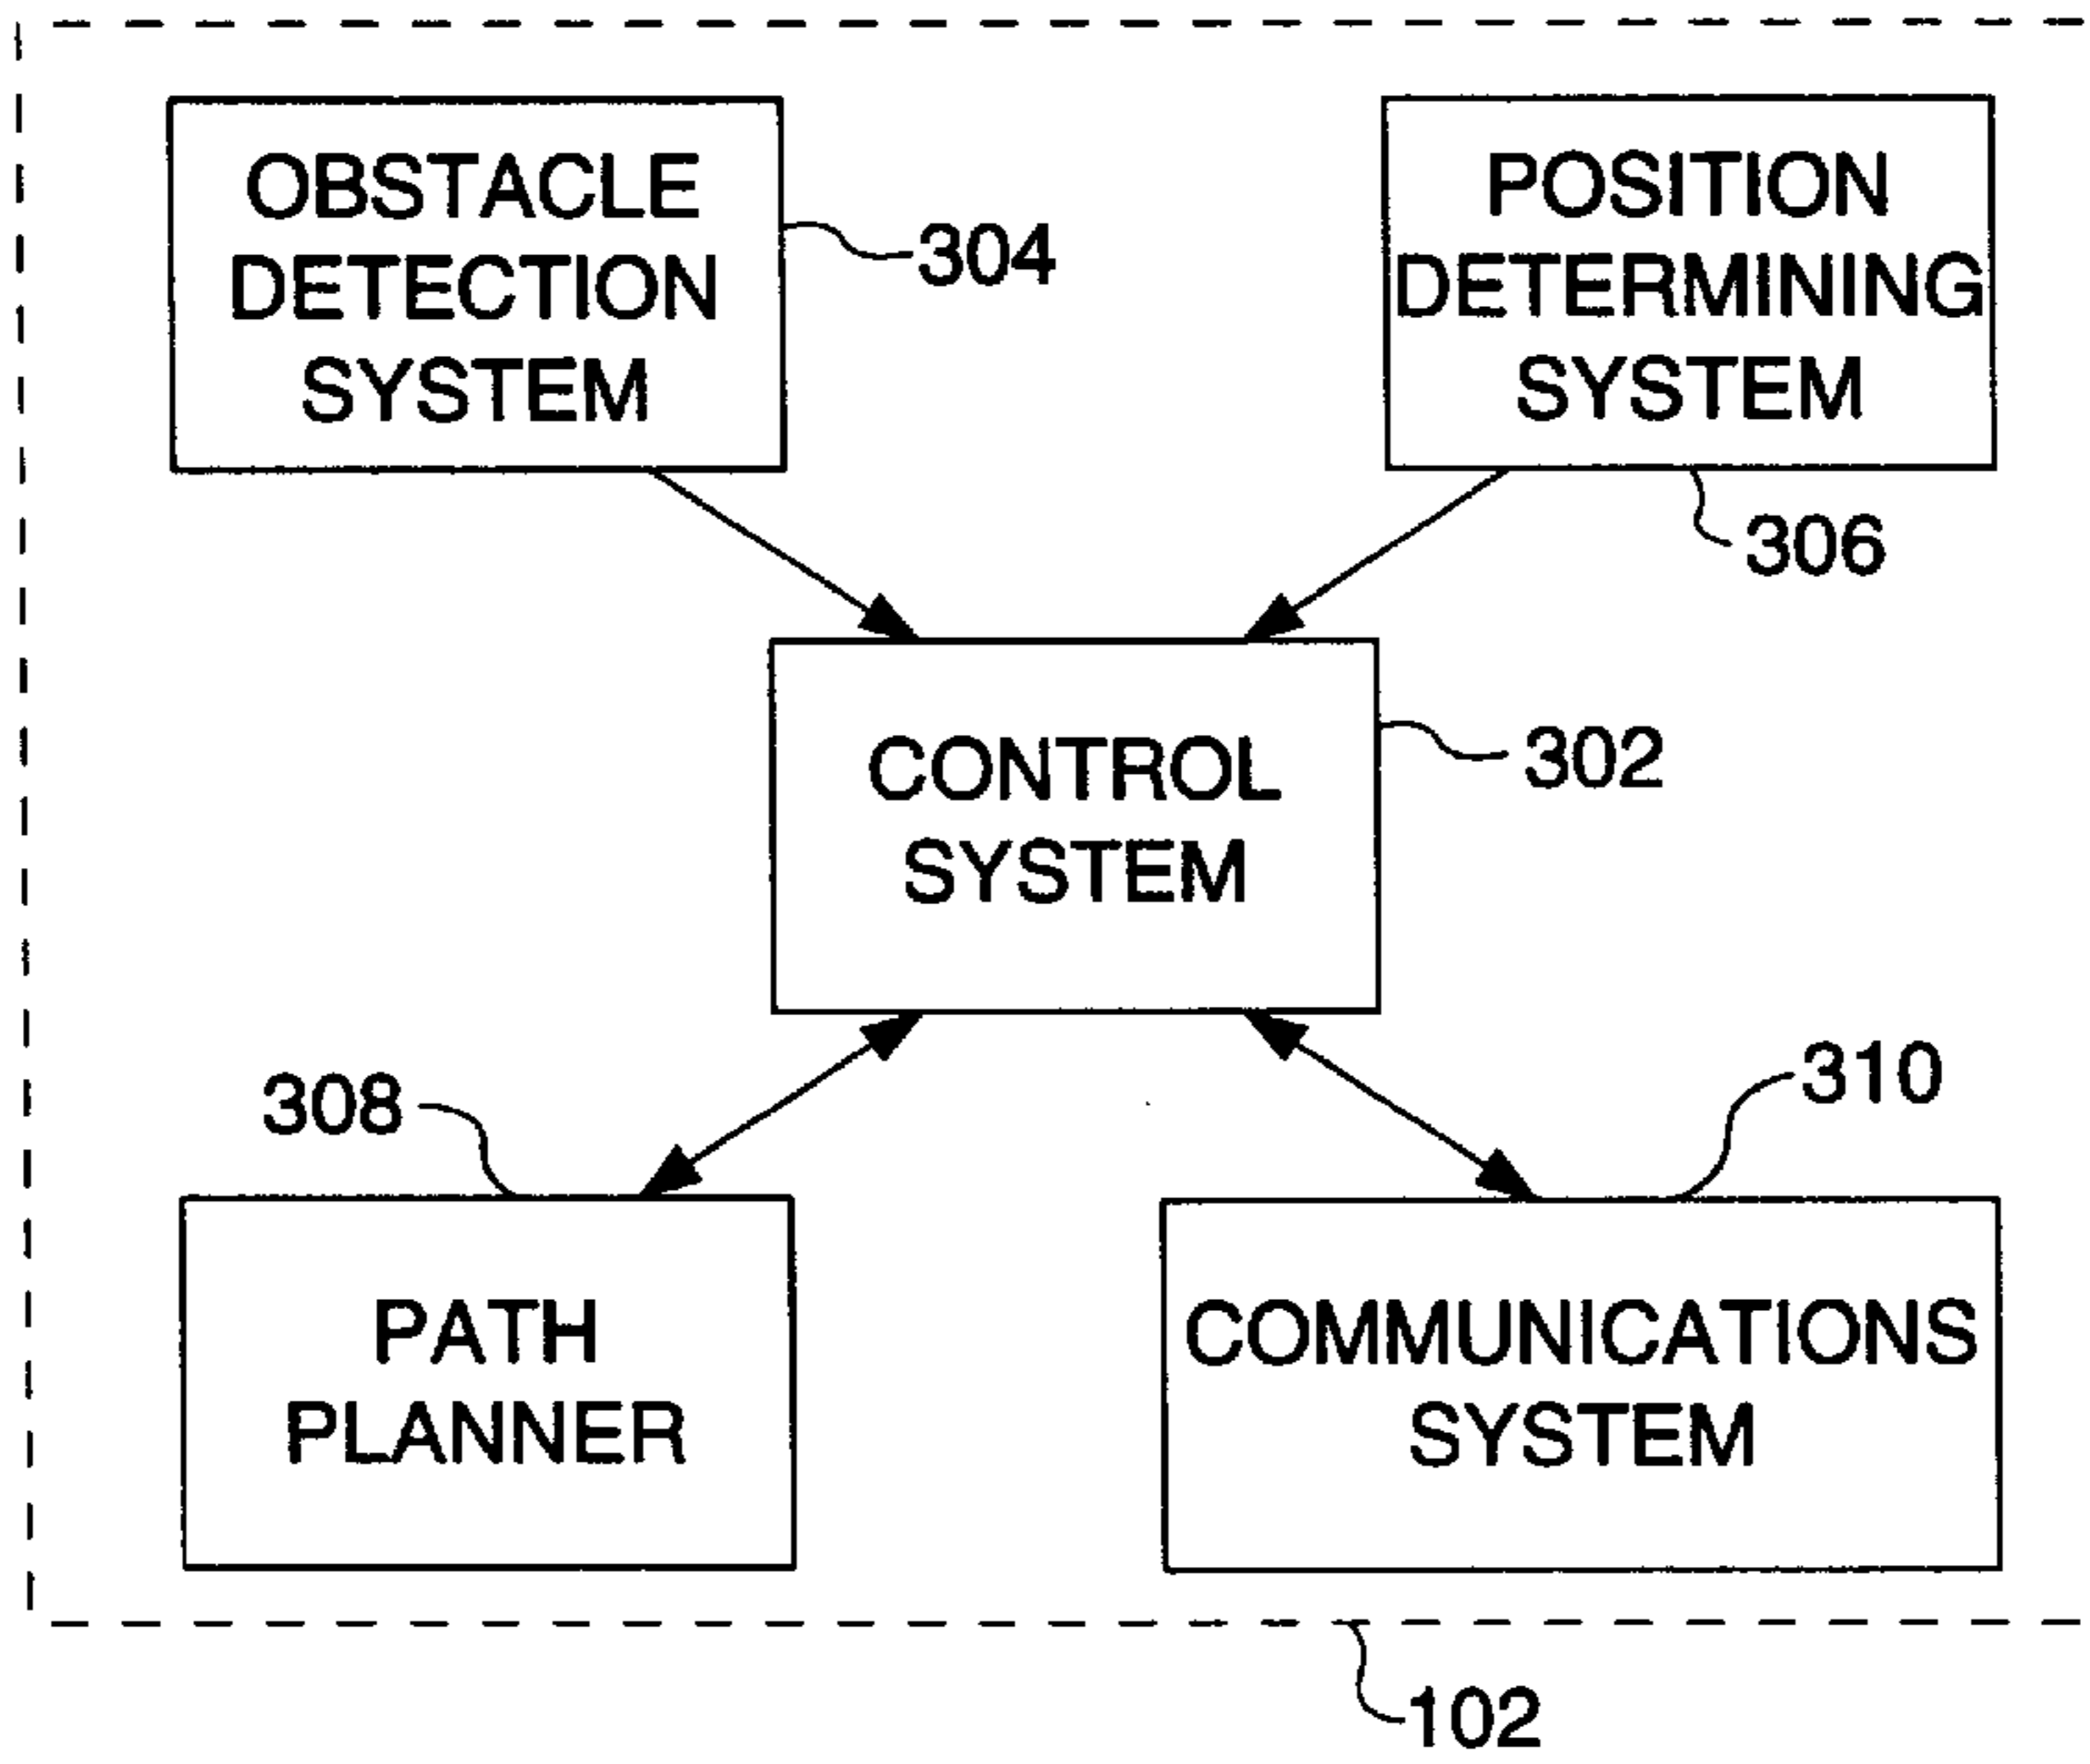 OBSTACLE
DETECTION
SYSTEM
304
POSITION
DETERMINING
SYSTEM
306
CONTROL
SYSTEM
302
308
PATH
PLANNER
310
COMMUNICATIONS
SYSTEM
102